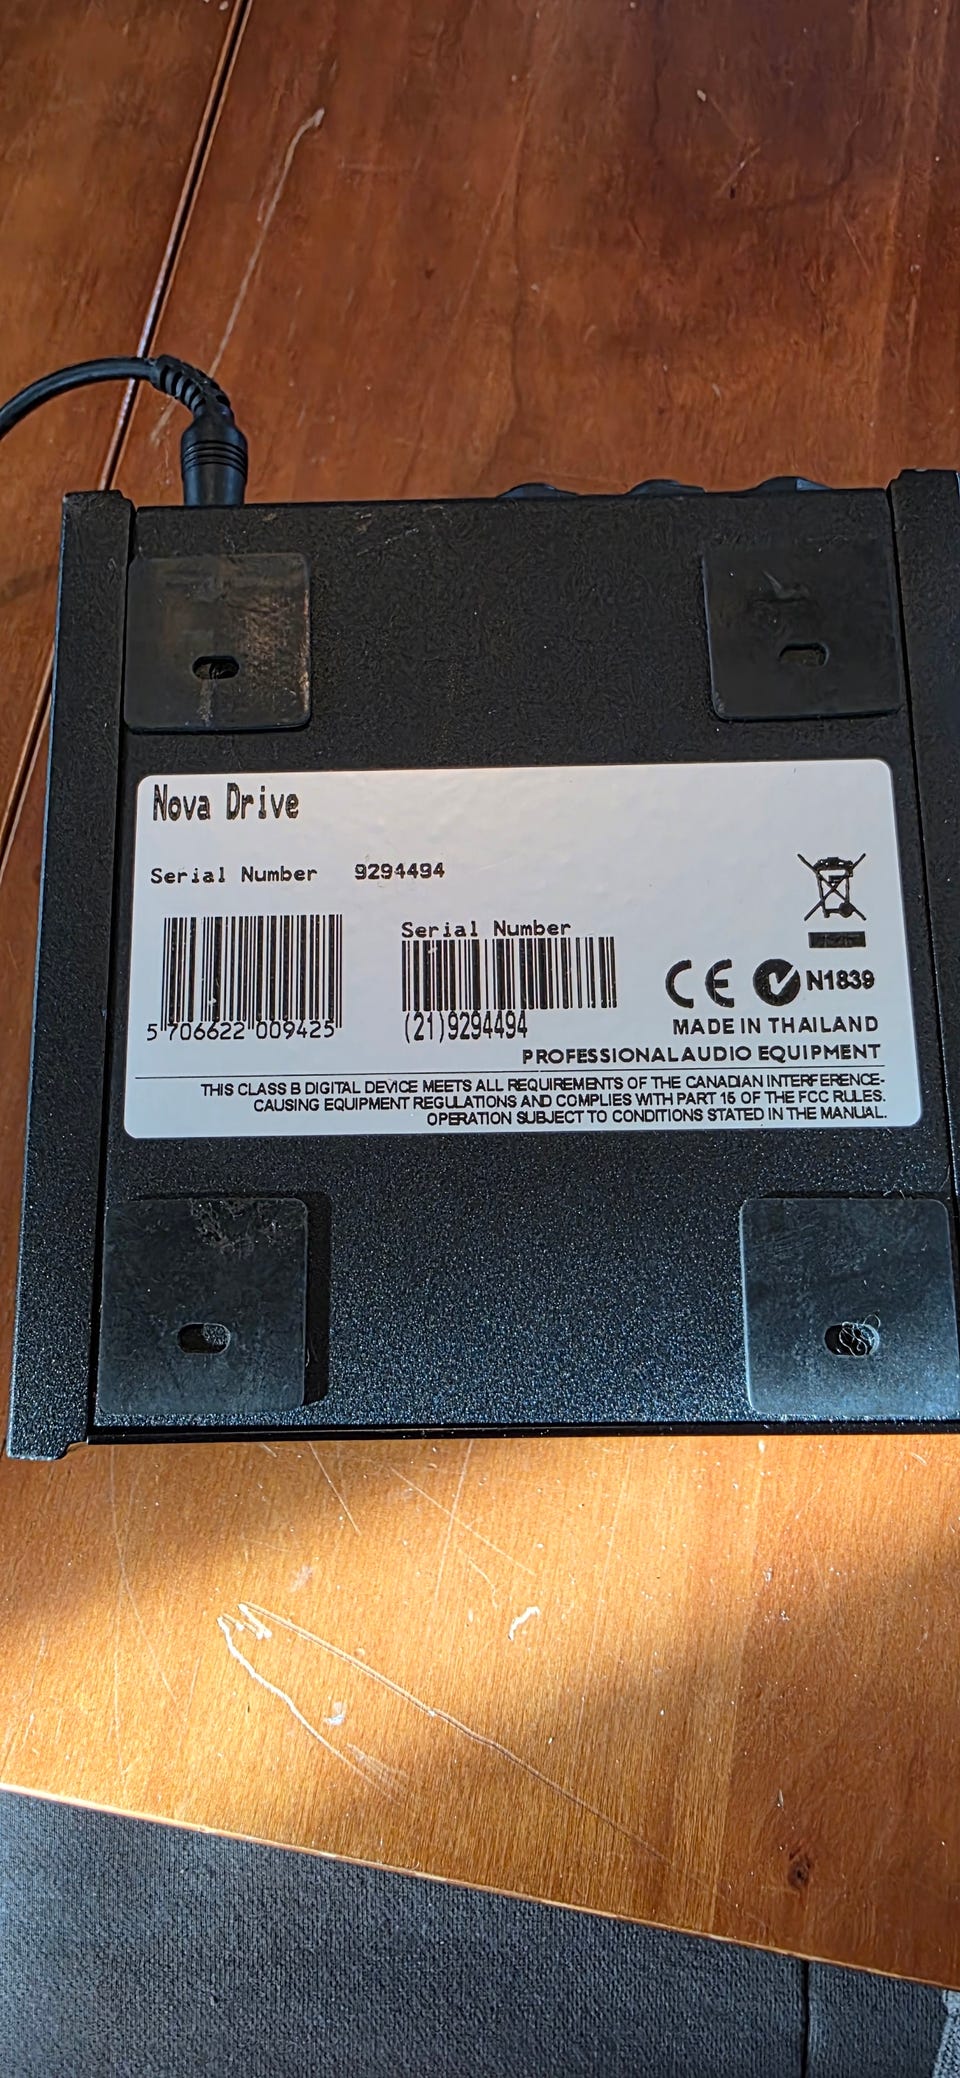 Nova Drive
Serial Number 9294494
Serial Number
5 706622 009425
(21)9294494
CE N1839
MADE IN THAILAND
PROFESSIONAL AUDIO EQUIPMENT
THIS CLASS B DIGITAL DEVICE MEETS ALL REQUIREMENTS OF THE CANADIAN INTERFERENCE-
CAUSING EQUIPMENT REGULATIONS AND COMPLIES WITH PART 15 OF THE FCC RULES.
OPERATION SUBJECT TO CONDITIONS STATED IN THE MANUAL.